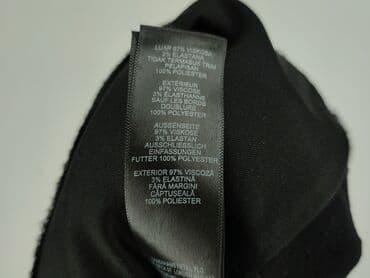 LUAR 97% VISKOSA
3% ELASTANA
TIDAK TERMASUK TRIM
PELAPISAN
100% POLIESTER
EXTÉRIEUR
97% VISCOSE
3% ÉLASTHANNE
SAUF LES BORDS
DOUBLURE
100% POLYESTER
AUSSENSEITE
97% VISKOSE
3% ELASTAN
AUSSCHLIESSLICH
EINFASSUNGEN
FUTTER 100% POLYESTER
EXTERIOR 97% VISCOZĂ
3% ELASTINĂ
FĂRĂ MARGINI
CĂPTUȘEALĂ
100% POLIESTER